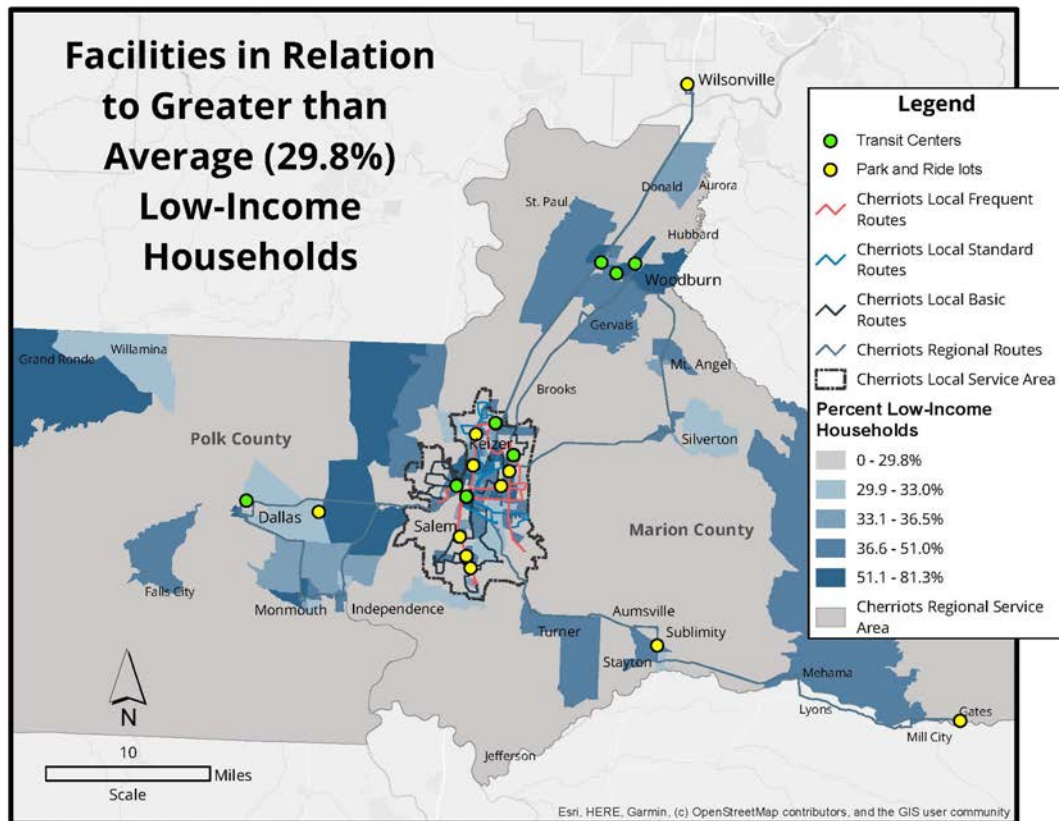 Facilities in Relation
to Greater than
Average (29.8%)
Low-Income
Households
Wilsonville
Donald
Aurora
St. Paul
Hubbard
Woodburn
Gervais
Mt. Angel
Grand Ronde
Willamina
Brooks
Keizer
Silverton
Polk County
Dallas
Salem
Marion County
Falls City
Monmouth
Independence
Aumsville
Turner
Sublimity
Stayton
Mehama
Lyons
Gates
Mill City
Jefferson
N
10
Miles
Scale
Legend
Transit Centers
Park and Ride lots
Cherriots Local Frequent
Routes
Cherriots Local Standard
Routes
Cherriots Local Basic
Routes
Cherriots Regional Routes
Cherriots Local Service Area
Percent Low-Income
Households
0 - 29.8%
29.9 - 33.0%
33.1 - 36.5%
36.6 - 51.0%
51.1 - 81.3%
Cherriots Regional Service
Area
Esri, HERE, Garmin, (c) OpenStreetMap contributors, and the GIS user community